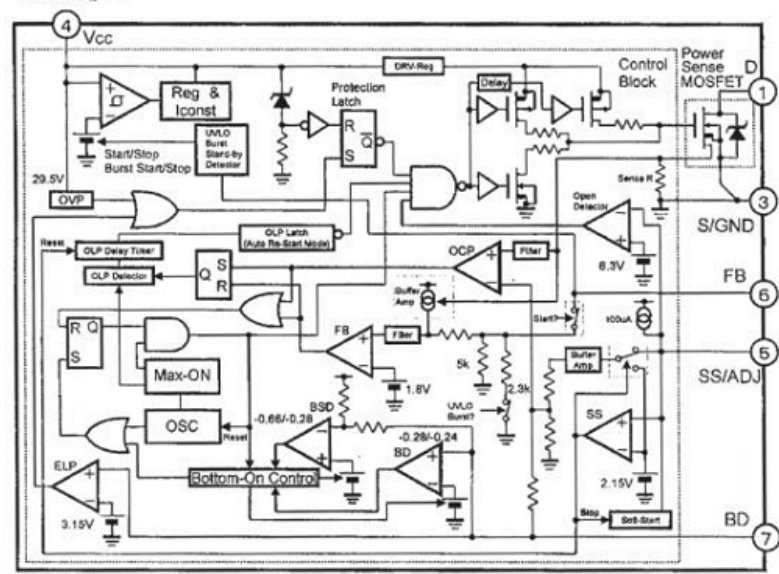 4
Vcc
DRV-Reg
Control
Block
Power
Sense
MOSFET
D
1
Reg &
Iconst
Protection
Latch
Delay
R
Q
S
UVLO
Burst
Stand-by
Detector
Start/Stop
Burst Start/Stop
29.5V
OVP
Sense R
3
S/GND
Open
Detector
6.3V
OLP Latch
(Auto Re-Start Mode)
Reset
OLP Delay Timer
OLP Detector
Q
S
R
OCP
Filter
Buffer
Amp
FB
6
Start?
100uA
R
Q
S
FB
Filter
5k
2.3k
1.8V
Buffer
Amp
5
SS/ADJ
Max-ON
OSC
Reset
BSD
-0.66/-0.28
UVLO
Burst?
-0.28/-0.24
SS
BD
2.15V
ELP
3.15V
Bottom-On Control
Stop
Soft-Start
BD
7